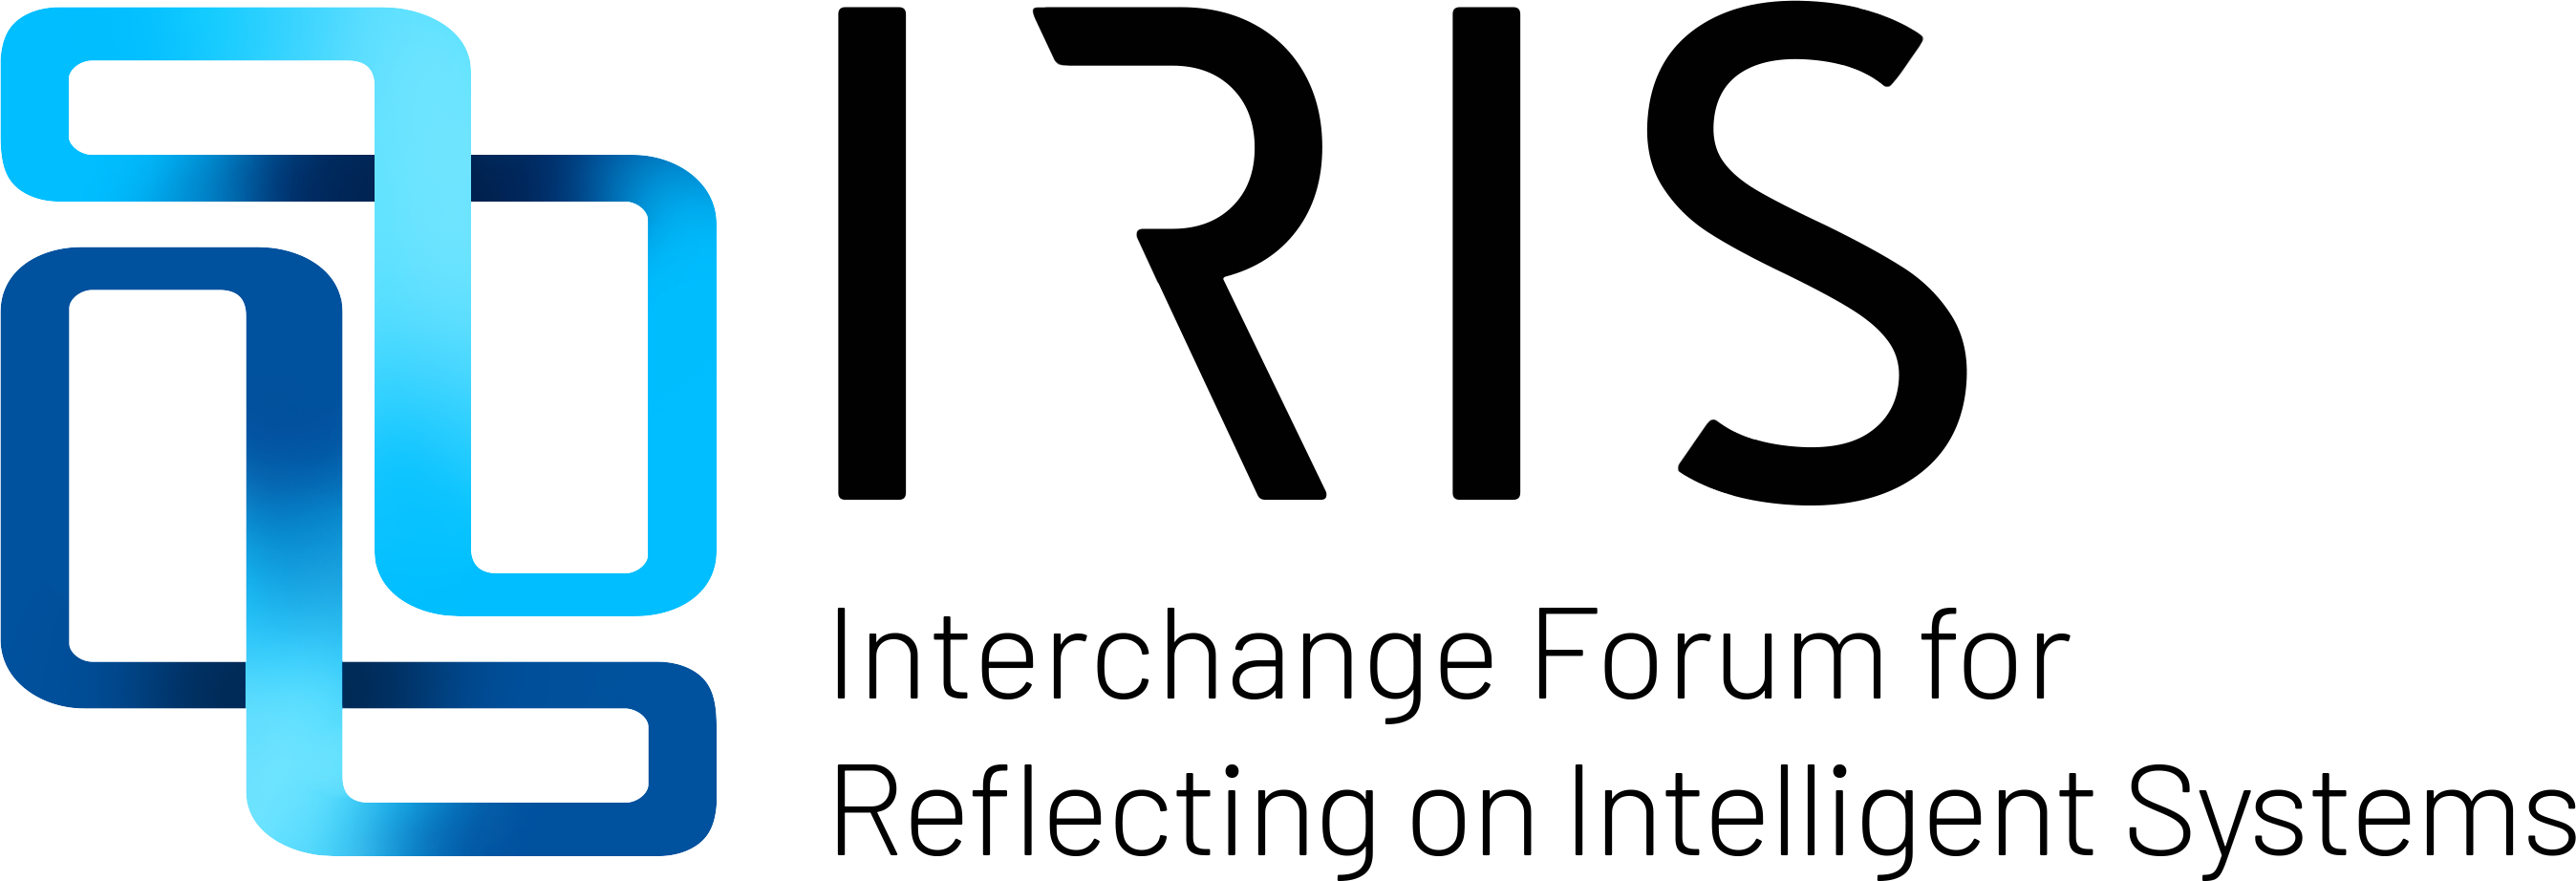 IRIS
Interchange Forum for
Reflecting on Intelligent Systems